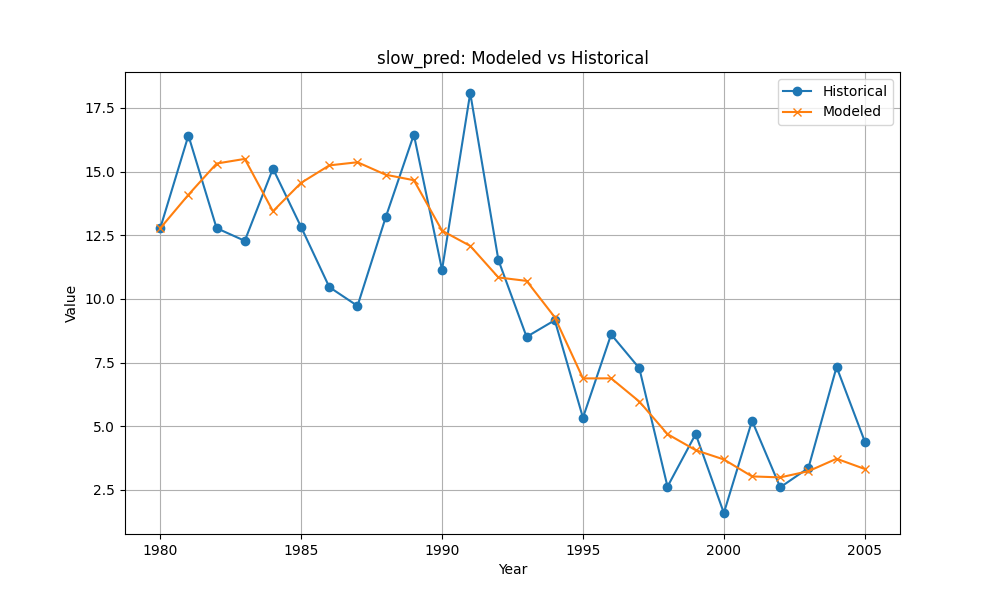 slow_pred: Modeled vs Historical
Historical
Modeled
Value
17.5
15.0
12.5
10.0
7.5
5.0
2.5
1980
1985
1990
1995
2000
2005
Year